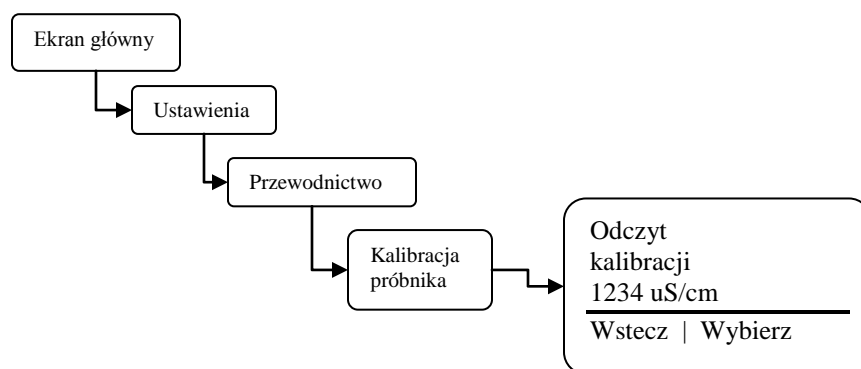 Ekran główny
Ustawienia
Przewodnictwo
Kalibracja
próbnika
Odczyt
kalibracji
1234 uS/cm
Wstecz | Wybierz